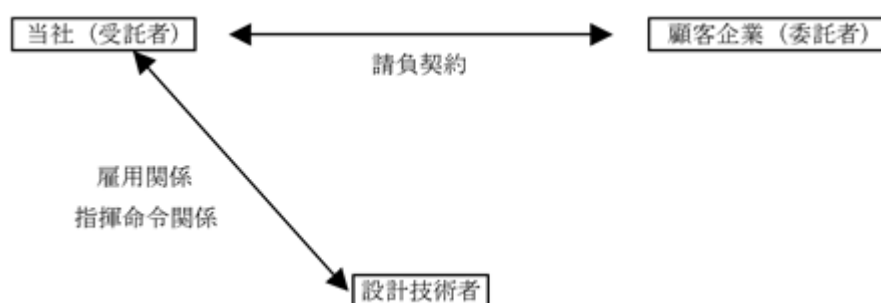 当社（受託者）
顧客企業（委託者）
請負契約
雇用関係
指揮命令関係
設計技術者